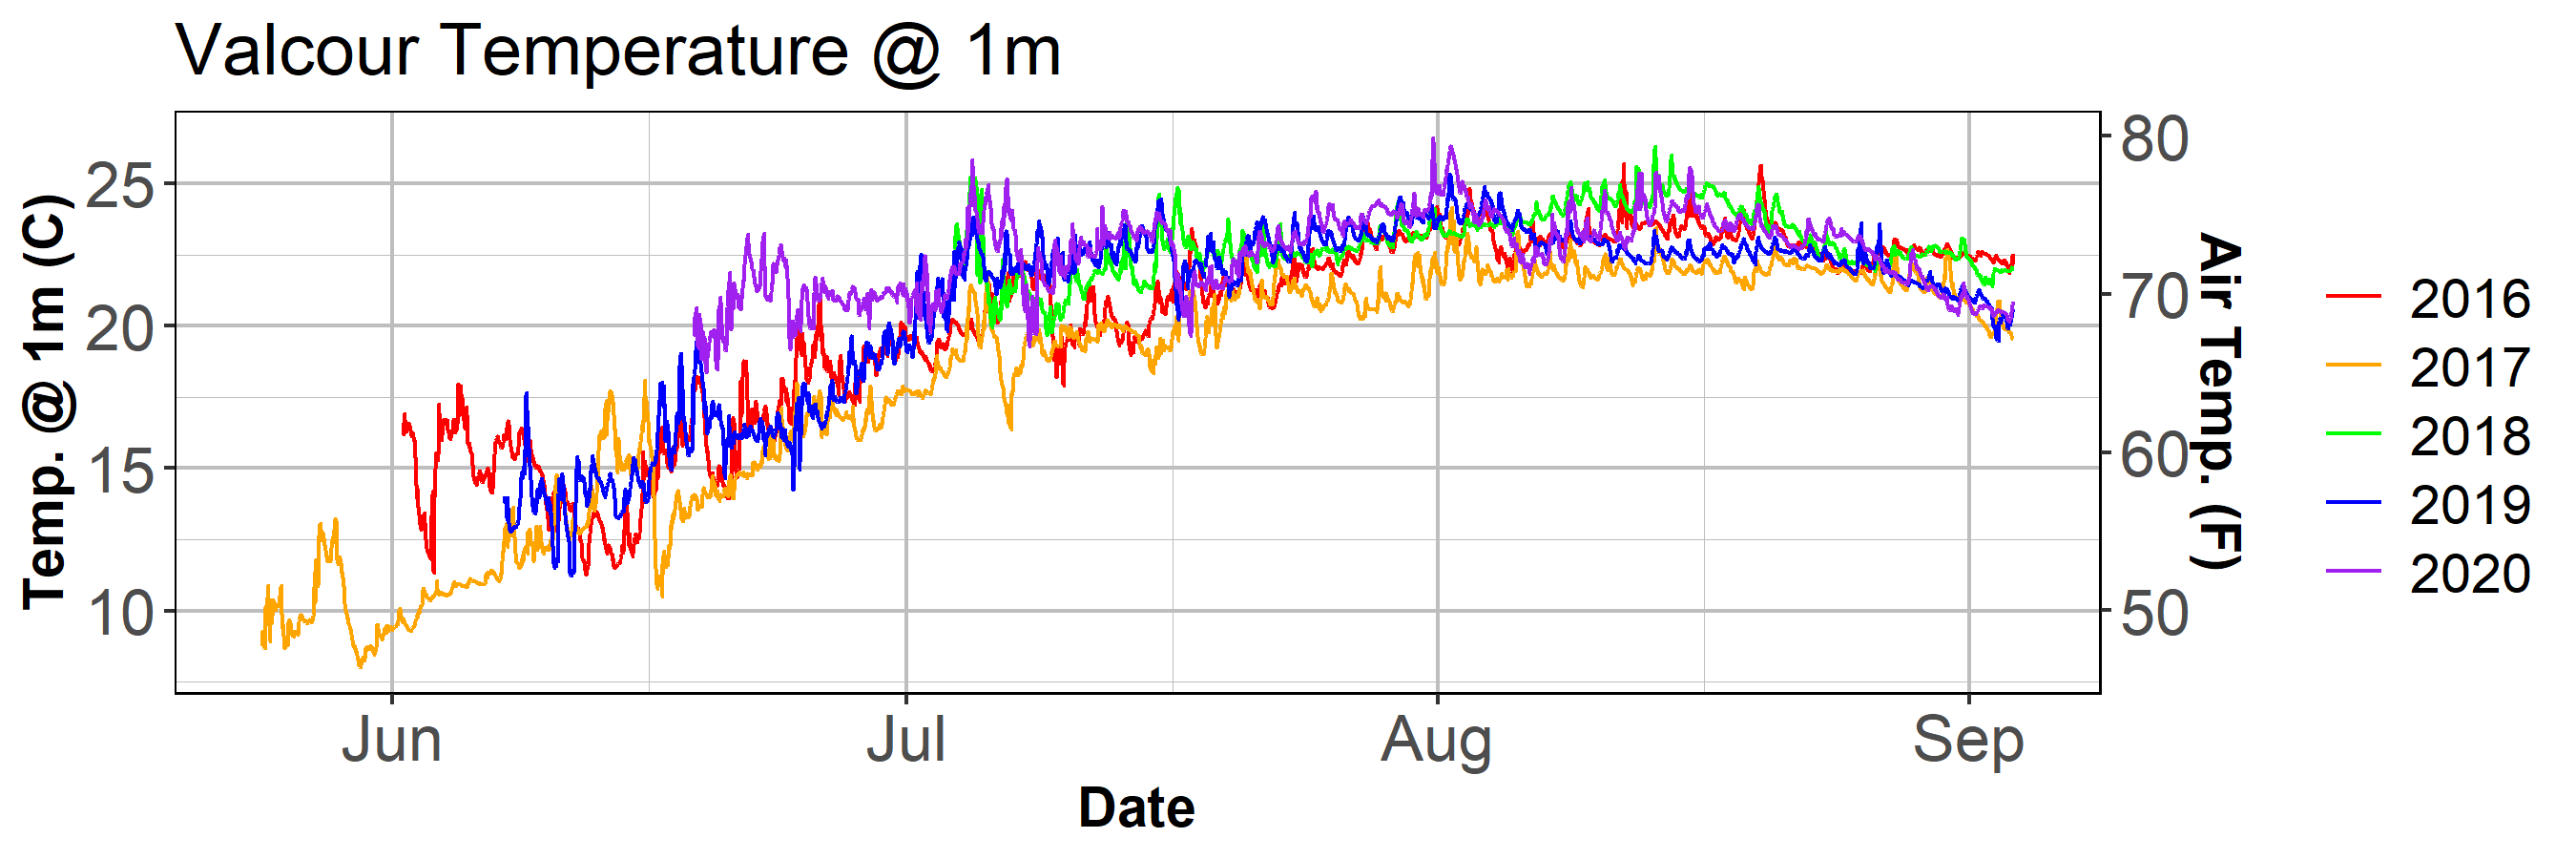 Valcour Temperature @ 1m
Temp. @ 1m (C)
25
20
15
10
80
70
60
50
Air Temp. (F)
2016
2017
2018
2019
2020
Jun
Jul
Aug
Sep
Date